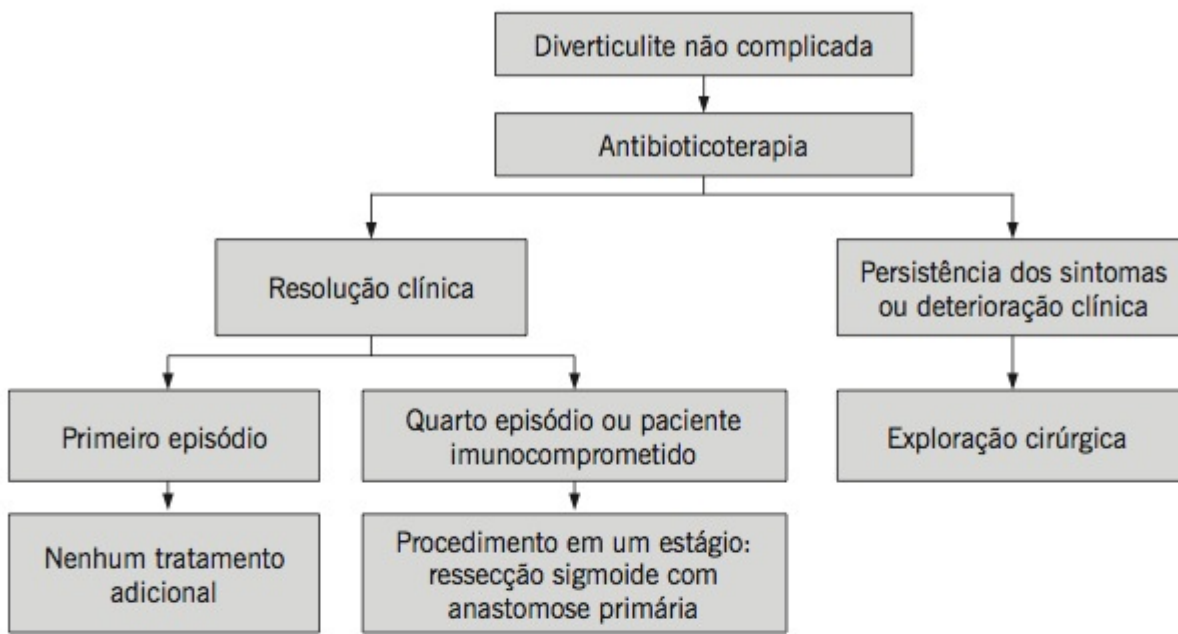 Diverticulite não complicada
Antibioticoterapia
Resolução clínica
Persistência dos sintomas
ou deterioração clínica
Primeiro episódio
Quarto episódio ou paciente
imunocomprometido
Exploração cirúrgica
Nenhum tratamento
adicional
Procedimento em um estágio:
ressecção sigmoide com
anastomose primária